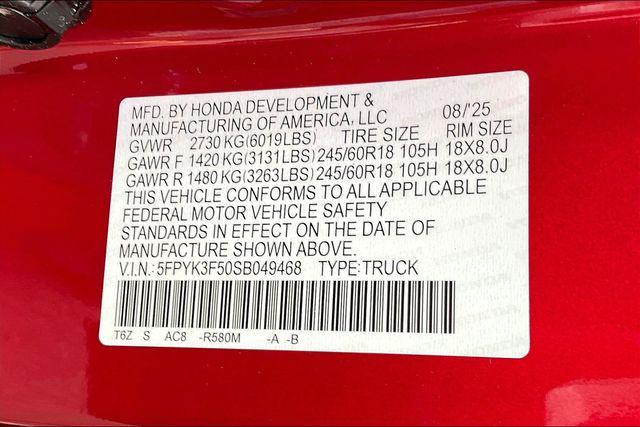 MFD. BY HONDA DEVELOPMENT &
MANUFACTURING OF AMERICA, LLC 08/'25
GVWR 2730 KG(6019LBS) TIRE SIZE RIM SIZE
GAWR F 1420 KG(3131LBS) 245/60R18 105H 18X8.0J
GAWR R 1480 KG(3263LBS) 245/60R18 105H 18X8.0J
THIS VEHICLE CONFORMS TO ALL APPLICABLE
FEDERAL MOTOR VEHICLE SAFETY
STANDARDS IN EFFECT ON THE DATE OF
MANUFACTURE SHOWN ABOVE.
V.I.N.: 5FPYK3F50SB049468 TYPE:TRUCK
T6Z S AC8 -R580M -A -B